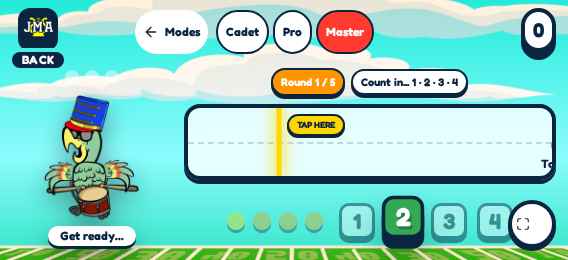 JMA
BACK
Modes
Cadet
Pro
Master
0
Round 1 / 5
Count in... 1 · 2 · 3 · 4
TAP HERE
Get ready...
1
2
3
4